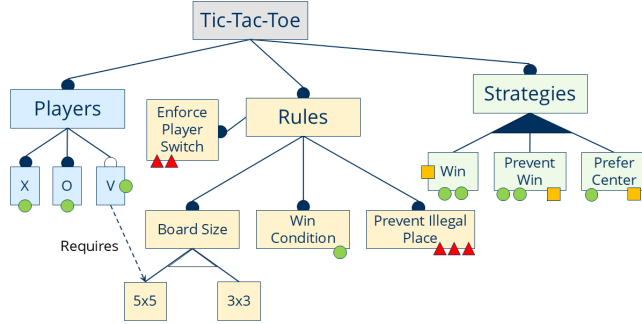 Tic-Tac-Toe
Players
Enforce
Player
Switch
Rules
Strategies
X
O
V
Win
Prevent
Win
Prefer
Center
Board Size
Win
Condition
Prevent Illegal
Place
Requires
5x5
3x3